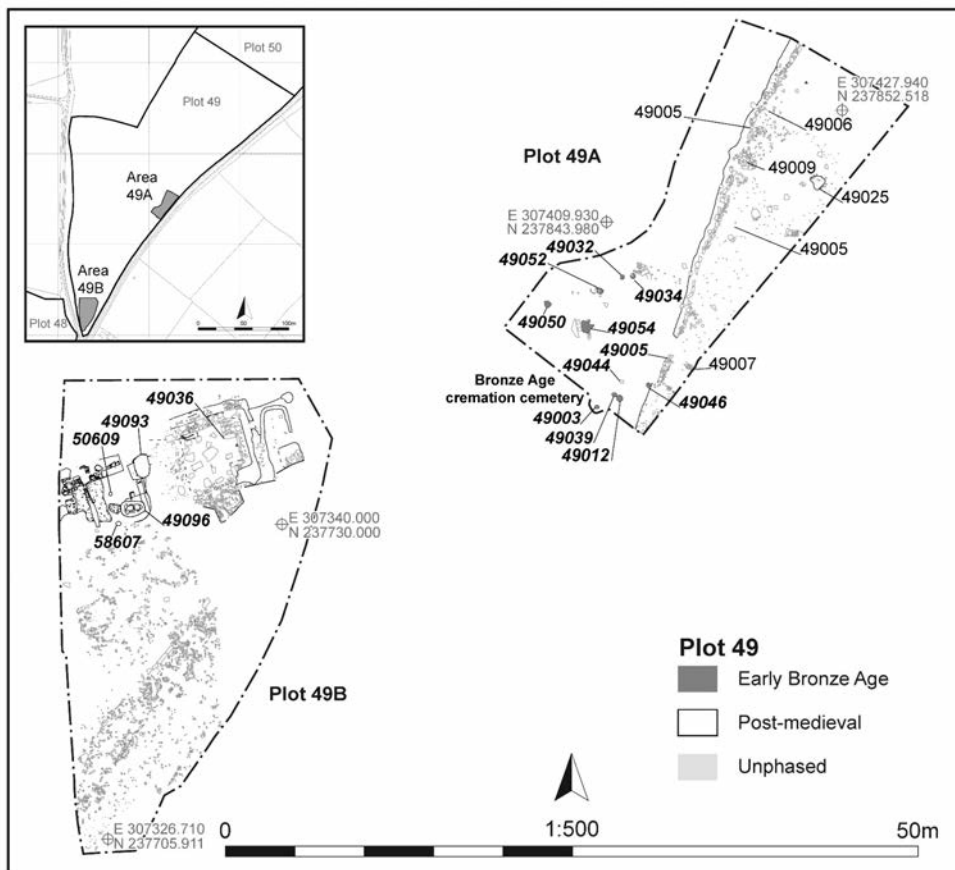 Plot 50
Plot 49
Area
49A
Area
49B
Plot 48
0 50 100m
E 307427.940
N 237852.518
49005
49006
Plot 49A
49009
49025
E 307409.930
N 237843.980
49032
49052
49005
49034
49050
49054
49005
49044
49007
Bronze Age
cremation cemetery
49046
49003
49039
49012
49036
49093
50609
49096
E 307340.000
N 237730.000
58607
Plot 49B
Plot 49
Early Bronze Age
Post-medieval
Unphased
E 307326.710
N 237705.911
0 1:500 50m